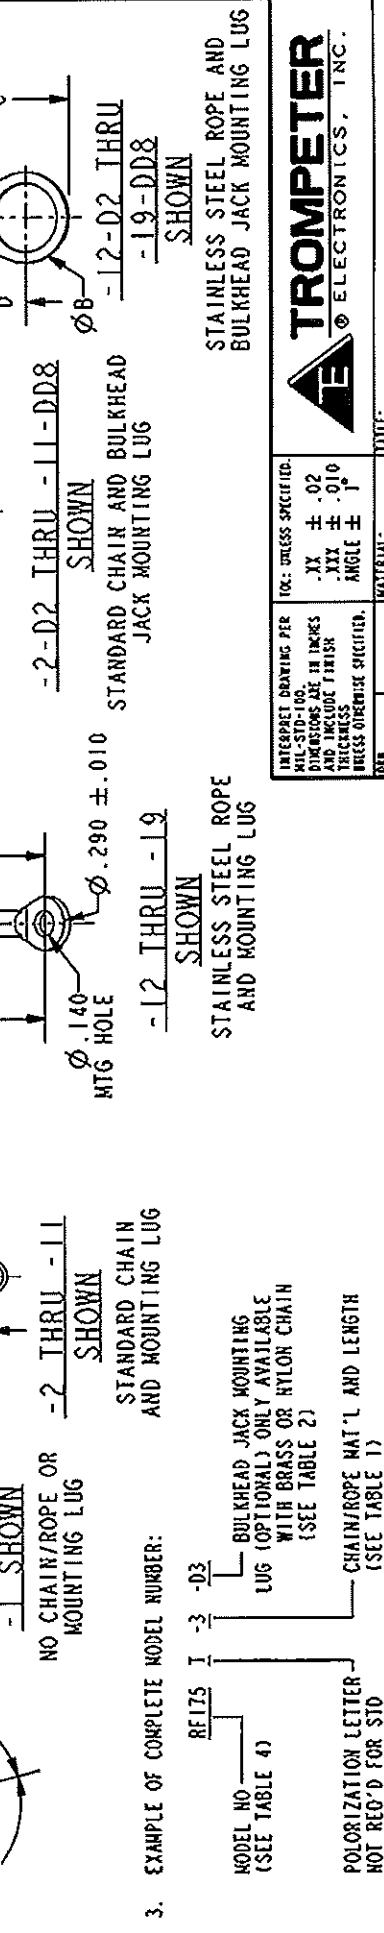 -1 SHOWN
NO CHAIN/ROPE OR
MOUNTING LUG
-2 THRU -11
SHOWN
STANDARD CHAIN
AND MOUNTING LUG
Ø.140
MTG HOLE
Ø.290 ±.010
-12 THRU -19
SHOWN
STAINLESS STEEL ROPE
AND MOUNTING LUG
-2-D2 THRU -11-DD8
SHOWN
STANDARD CHAIN AND BULKHEAD
JACK MOUNTING LUG
ØB
-12-D2 THRU
-19-DD8
SHOWN
STAINLESS STEEL ROPE AND
BULKHEAD JACK MOUNTING LUG
3. EXAMPLE OF COMPLETE MODEL NUMBER:
RF175 T -3 -D3
MODEL NO
(SEE TABLE 4)
BULKHEAD JACK MOUNTING
LUG (OPTIONAL) ONLY AVAILABLE
WITH BRASS OR NYLON CHAIN
(SEE TABLE 2)
CHAIN/ROPE MAT'L AND LENGTH
(SEE TABLE 1)
POLORIZATION LETTER
NOT REQ'D FOR STD
INTERPRET DRAWING PER
MIL-STD-100.
DIMENSIONS ARE IN INCHES
AND INCLUDE FINISH
THICKNESS
UNLESS OTHERWISE SPECIFIED.
TOL: UNLESS SPECIFIED.
.XX ± .02
.XXX ± .010
ANGLE ± 1°
MATERIAL:
TE
TROMPETER
® ELECTRONICS, INC.
TITLE: